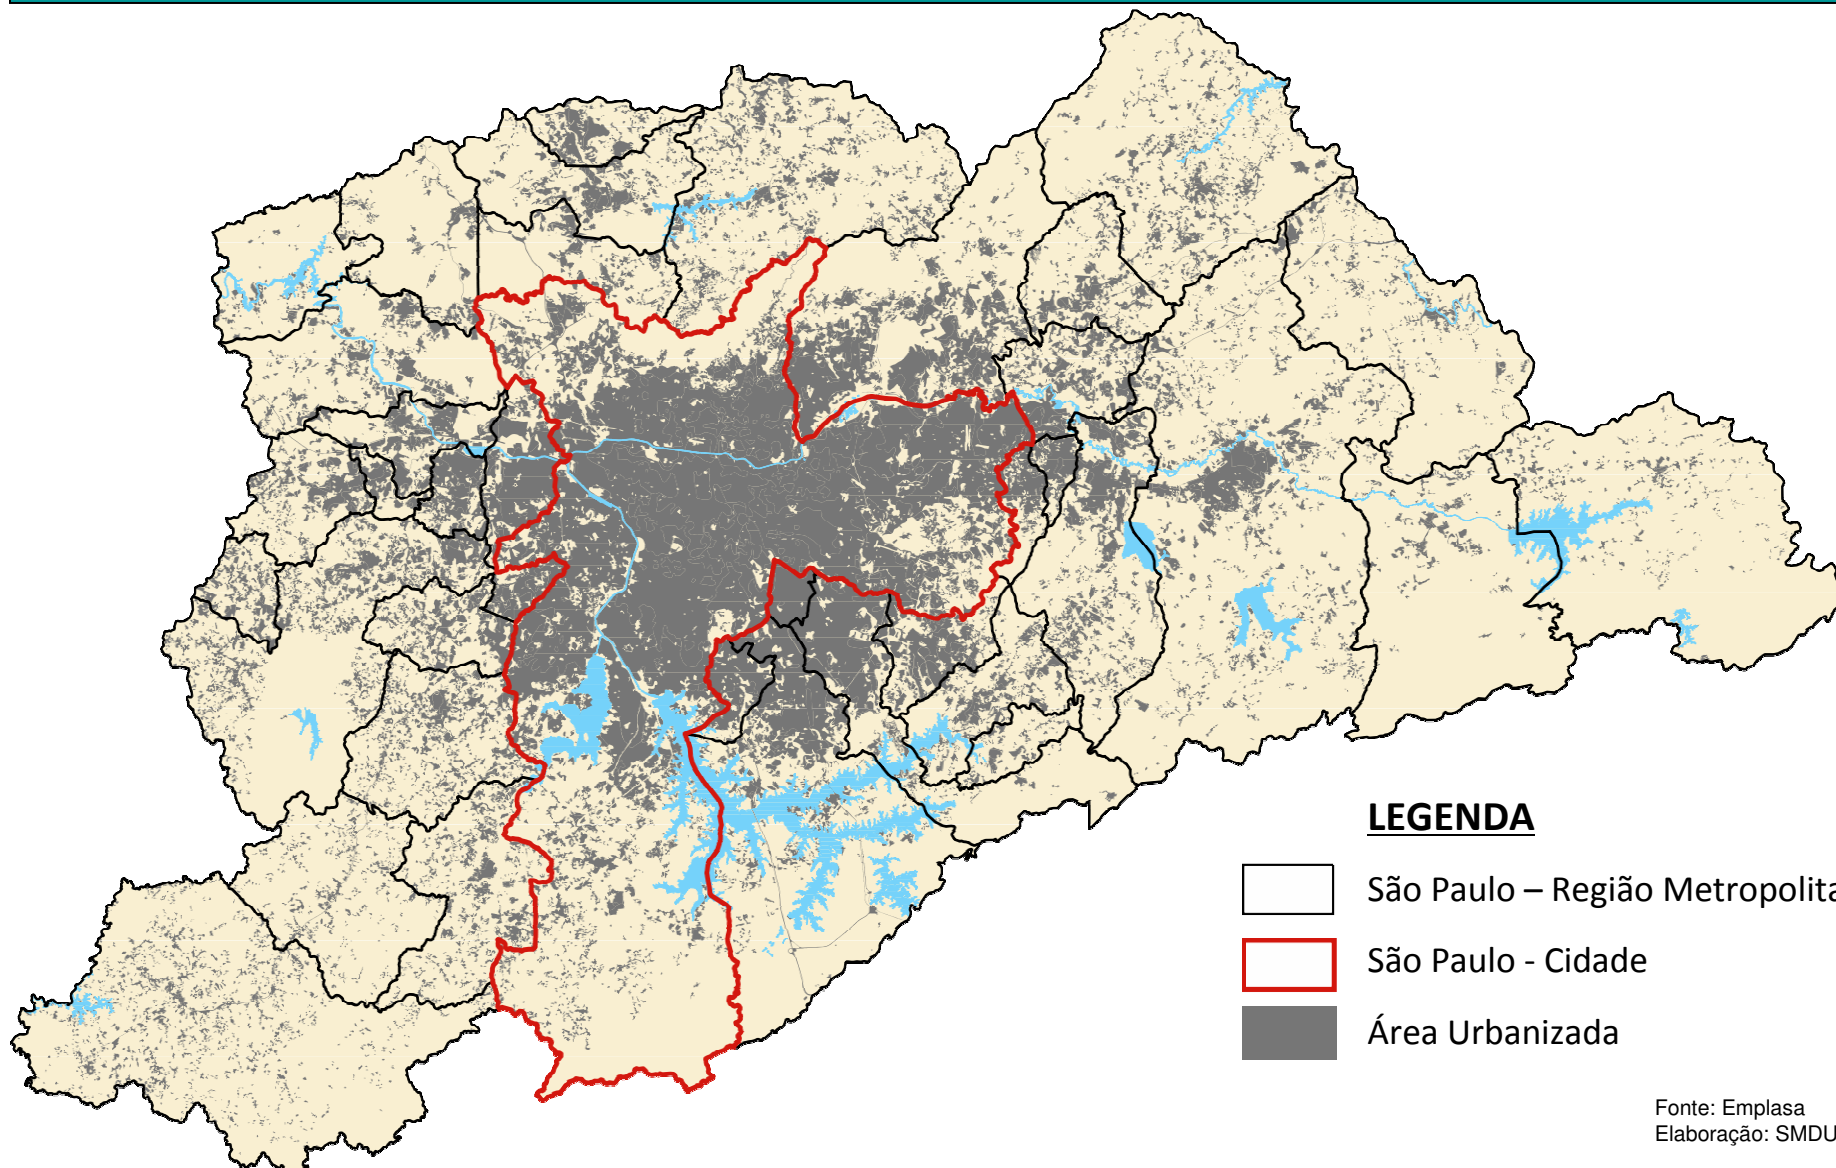 LEGENDA
São Paulo – Região Metropolita
São Paulo - Cidade
Área Urbanizada
Fonte: Emplasa
Elaboração: SMDU